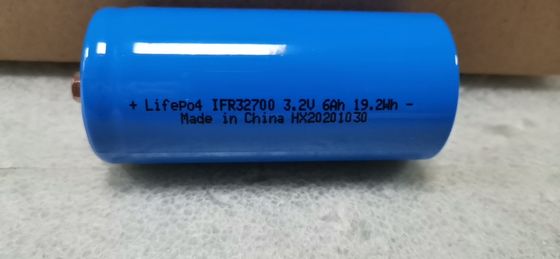 + Lifepo4 IFR32700 3.2V 6Ah 19.2Wh -
Made in China HX20201030